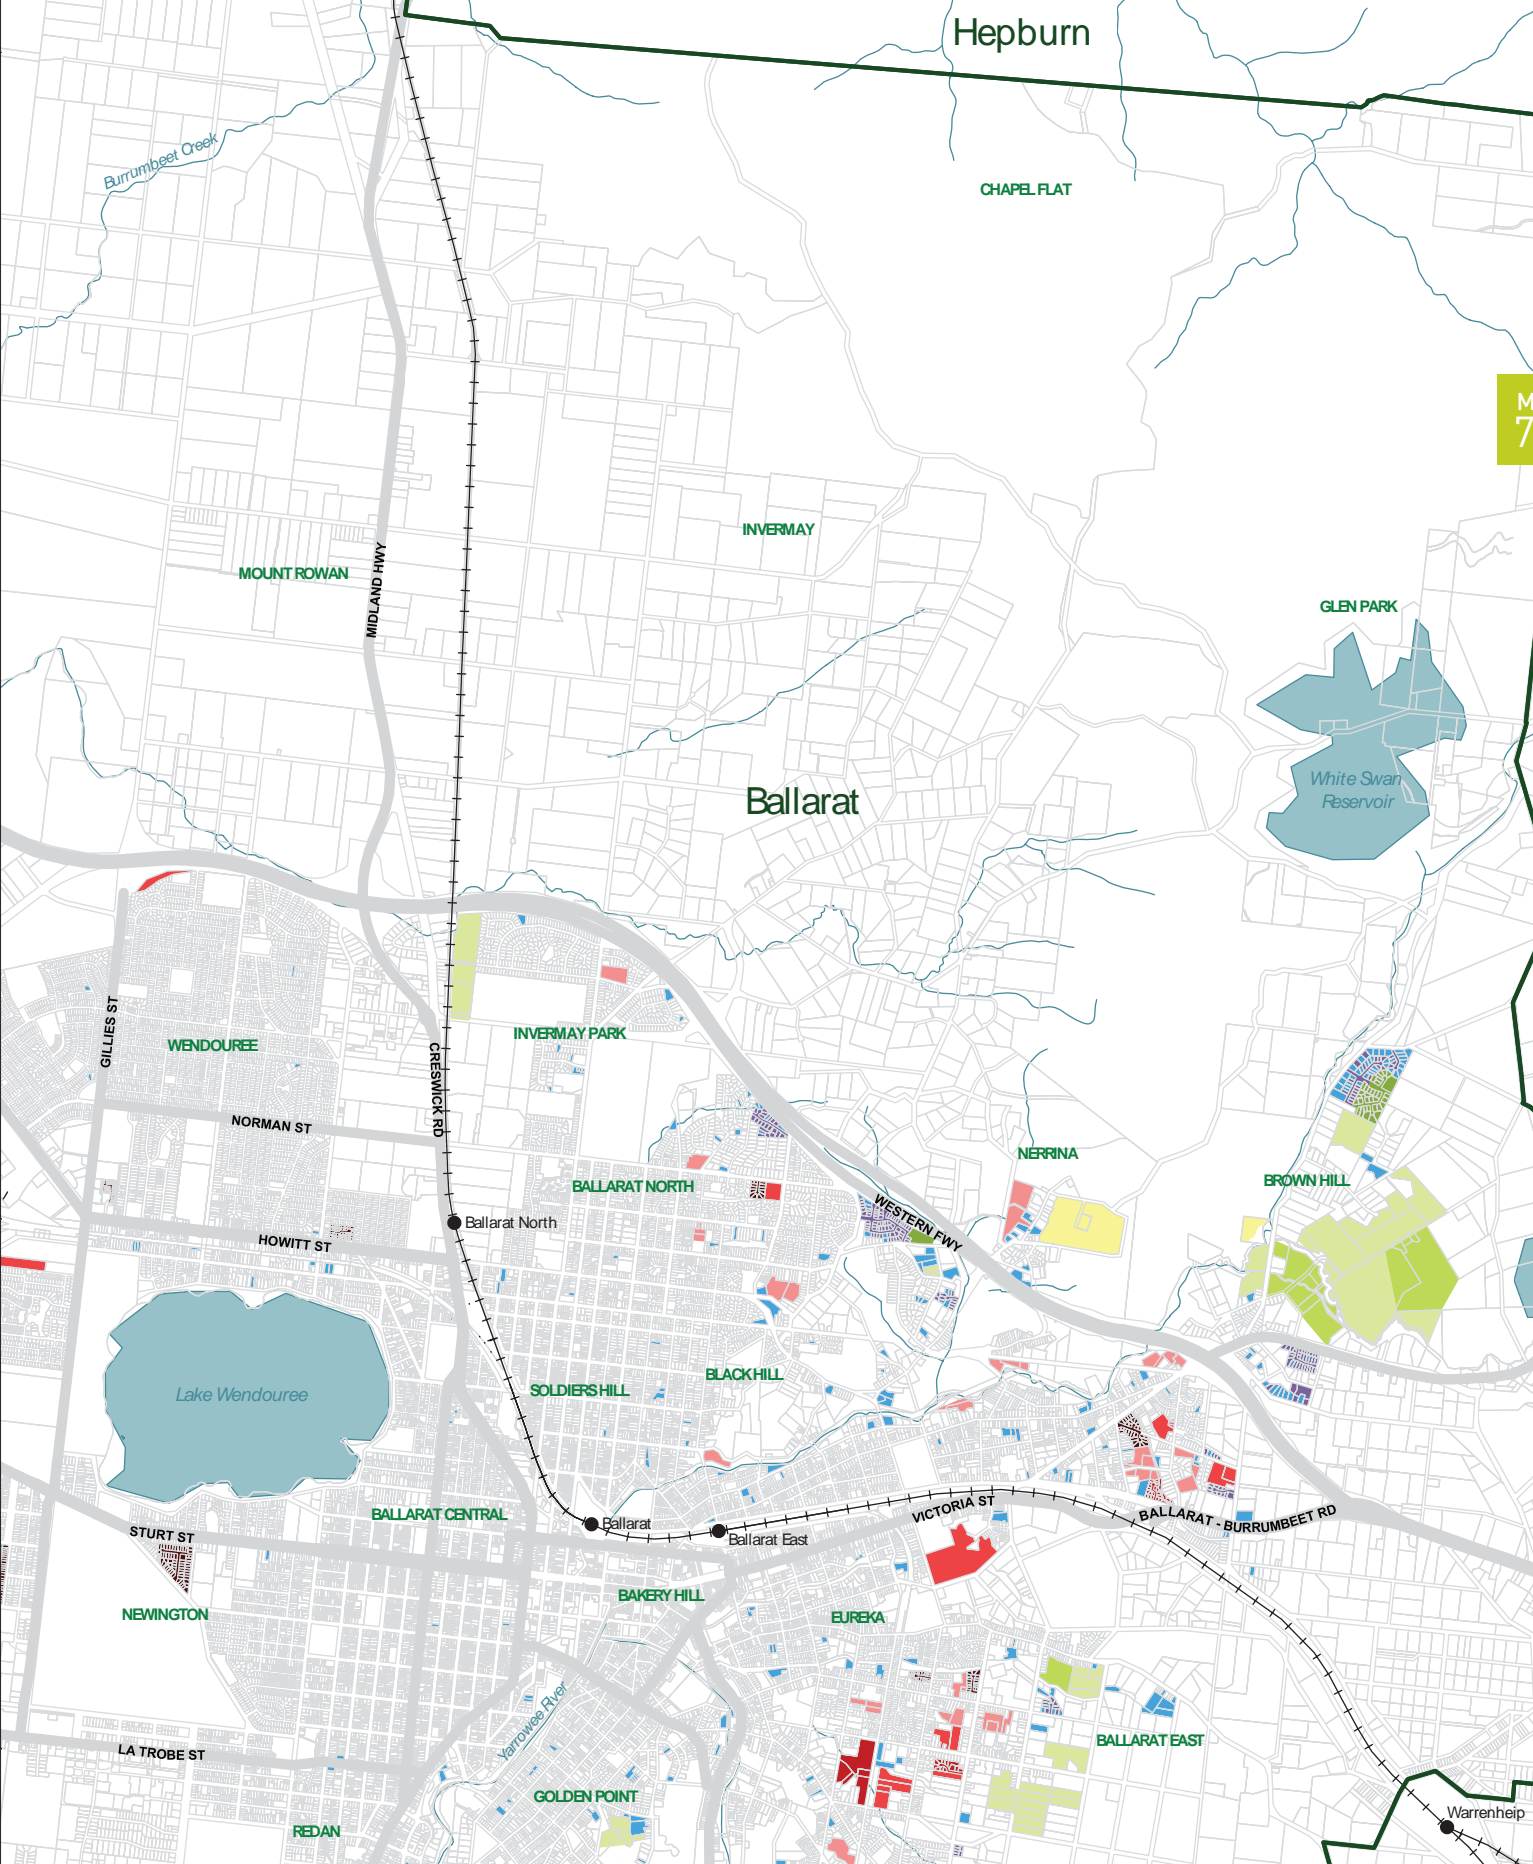 Hepburn
Burrumbeet Creek
CHAPEL FLAT
M
7
INVERMAY
MOUNT ROWAN
MIDLAND HWY
GLEN PARK
White Swan
Reservoir
Ballarat
GILLIES ST
WENDOUREE
INVERMAY PARK
CRESWICK RD
NORMAN ST
NERRINA
BROWN HILL
BALLARAT NORTH
Ballarat North
WESTERN FWY
HOWITT ST
BLACK HILL
SOLDIERS HILL
Lake Wendouree
BALLARAT CENTRAL
VICTORIA ST
BALLARAT - BURRUMBEET RD
Ballarat
Ballarat East
STURT ST
BAKERY HILL
NEWINGTON
EUREKA
Yarrowee River
BALLARAT EAST
LA TROBE ST
GOLDEN POINT
Warrenheip
REDAN